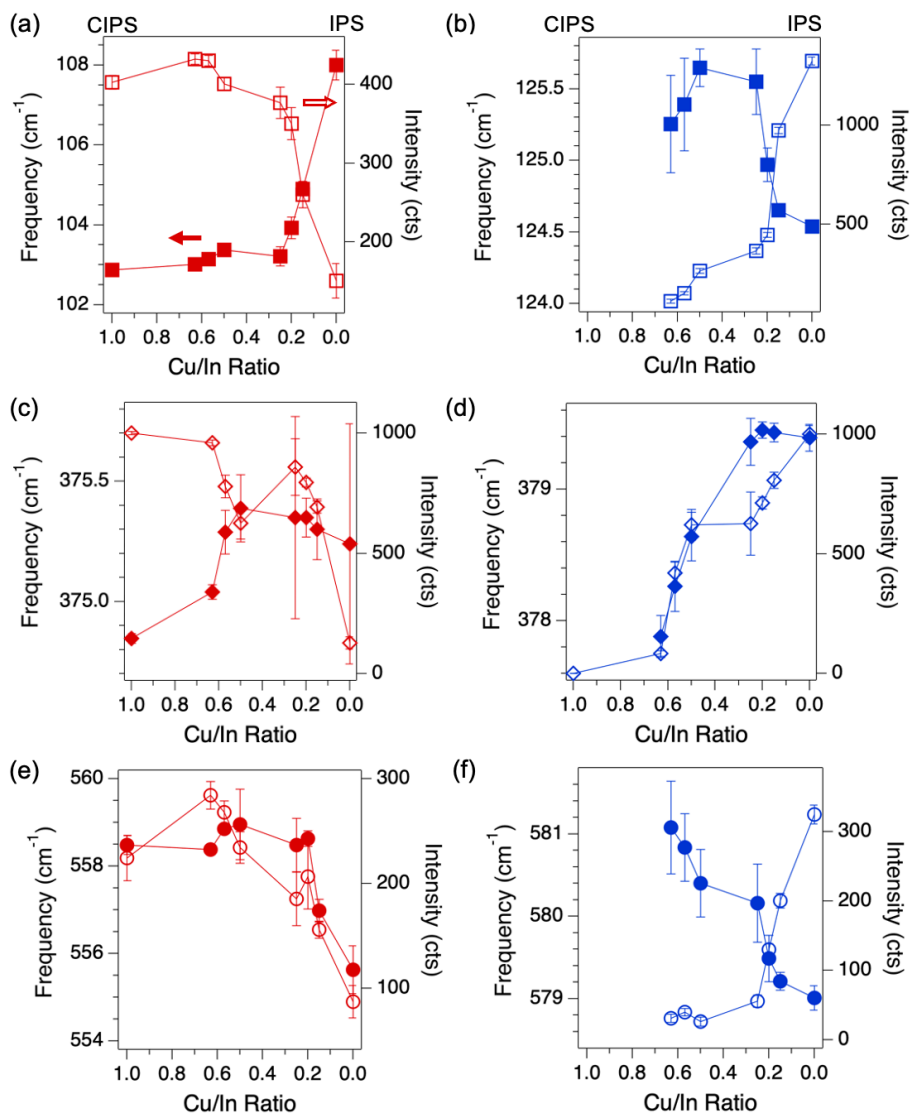 (a) CIPS IPS
108
106
104
102
400
300
200
Frequency (cm-1)
Intensity (cts)
1.0 0.8 0.6 0.4 0.2 0.0
Cu/In Ratio
(b) IPS
125.5
125.0
124.5
124.0
1000
500
Frequency (cm-1)
Intensity (cts)
1.0 0.8 0.6 0.4 0.2 0.0
Cu/In Ratio
(c)
375.5
375.0
1000
500
0
Frequency (cm-1)
Intensity (cts)
1.0 0.8 0.6 0.4 0.2 0.0
Cu/In Ratio
(d)
379
378
1000
500
0
Frequency (cm-1)
Intensity (cts)
1.0 0.8 0.6 0.4 0.2 0.0
Cu/In Ratio
(e)
560
558
556
554
300
200
100
Frequency (cm-1)
Intensity (cts)
1.0 0.8 0.6 0.4 0.2 0.0
Cu/In Ratio
(f)
581
580
579
300
200
100
0
Frequency (cm-1)
Intensity (cts)
1.0 0.8 0.6 0.4 0.2 0.0
Cu/In Ratio